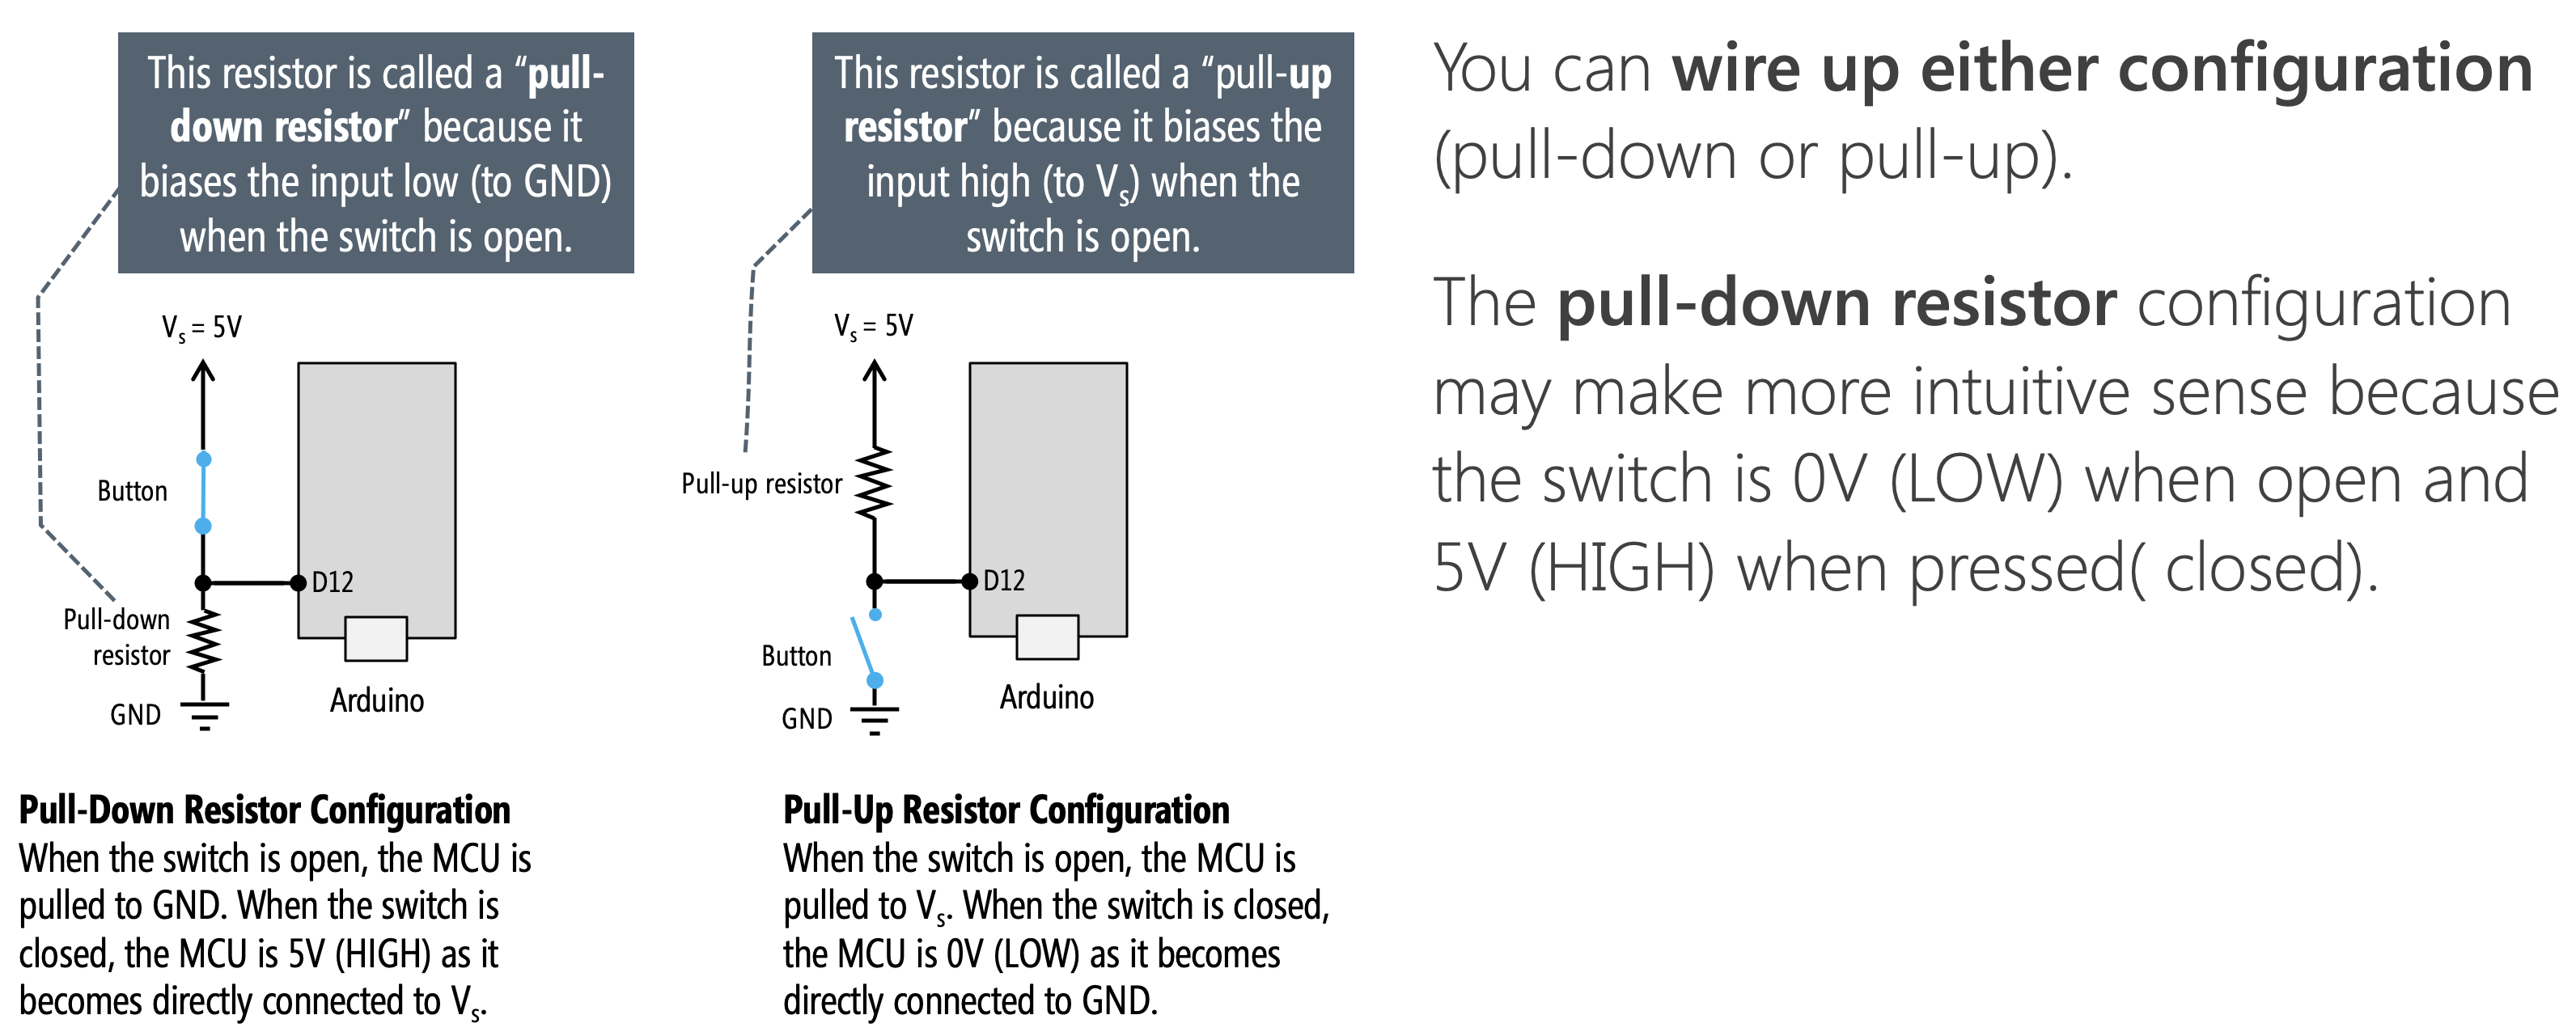 This resistor is called a “pull-
down resistor” because it
biases the input low (to GND)
when the switch is open.
Vs = 5V
Button
D12
Pull-down
resistor
GND
Arduino
Pull-Down Resistor Configuration
When the switch is open, the MCU is
pulled to GND. When the switch is
closed, the MCU is 5V (HIGH) as it
becomes directly connected to Vs.
This resistor is called a “pull-up
resistor” because it biases the
input high (to Vs) when the
switch is open.
Vs = 5V
Pull-up resistor
D12
Button
GND
Arduino
Pull-Up Resistor Configuration
When the switch is open, the MCU is
pulled to Vs. When the switch is closed,
the MCU is 0V (LOW) as it becomes
directly connected to GND.
You can wire up either configuration
(pull-down or pull-up).
The pull-down resistor configuration
may make more intuitive sense because
the switch is 0V (LOW) when open and
5V (HIGH) when pressed( closed).